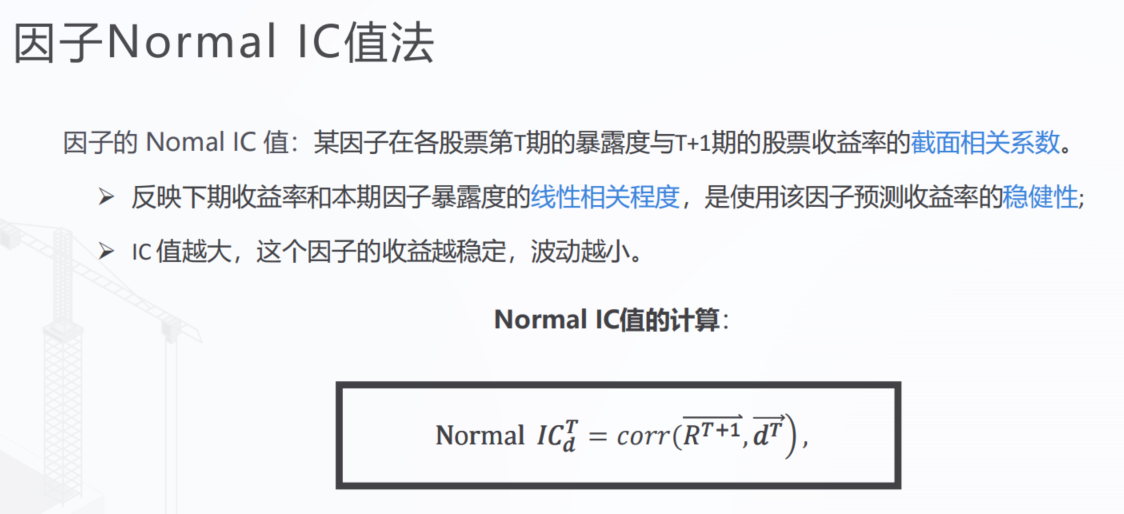 因子Normal IC值法
因子的 Nomal IC 值：某因子在各股票第T期的暴露度与T+1期的股票收益率的截面相关系数。
➢ 反映下期收益率和本期因子暴露度的线性相关程度，是使用该因子预测收益率的稳健性;
➢ IC 值越大，这个因子的收益越稳定，波动越小。
Normal IC值的计算：
$\text{Normal } IC_d^T = corr(\overrightarrow{R^{T+1}}, \overrightarrow{d^T}),$